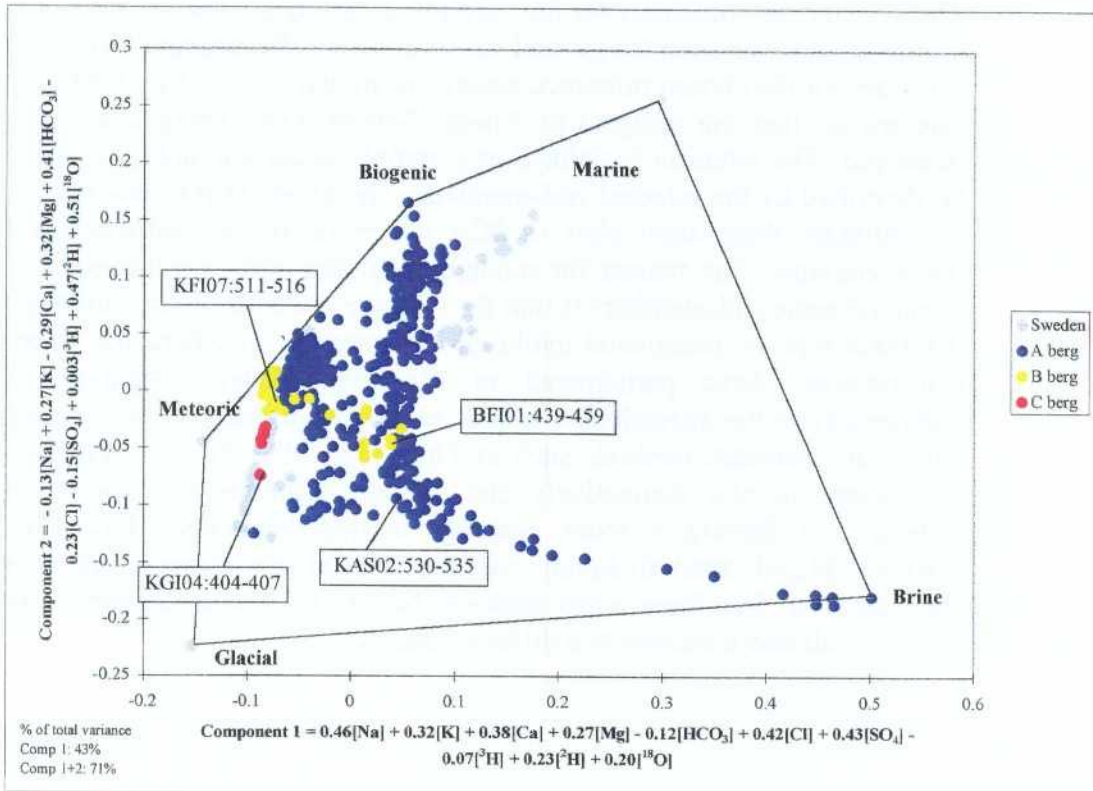 0.3
0.25
0.2
0.15
0.1
0.05
0
-0.05
-0.1
-0.15
-0.2
-0.25
Component 2 = - 0.13[Na] + 0.27[K] - 0.29[Ca] + 0.32[Mg] + 0.41[HCO3] -
0.23[Cl] - 0.15[SO4] + 0.003[³H] + 0.47[²H] + 0.51[¹⁸O]
Marine
Biogenic
KFI07:511-516
Meteoric
BFI01:439-459
KAS02:530-535
KGI04:404-407
Brine
Glacial
Sweden
A berg
B berg
C berg
-0.2
-0.1
0
0.1
0.2
0.3
0.4
0.5
0.6
% of total variance
Comp 1: 43%
Comp 1+2: 71%
Component 1 = 0.46[Na] + 0.32[K] + 0.38[Ca] + 0.27[Mg] - 0.12[HCO3] + 0.42[Cl] + 0.43[SO4] -
0.07[³H] + 0.23[²H] + 0.20[¹⁸O]